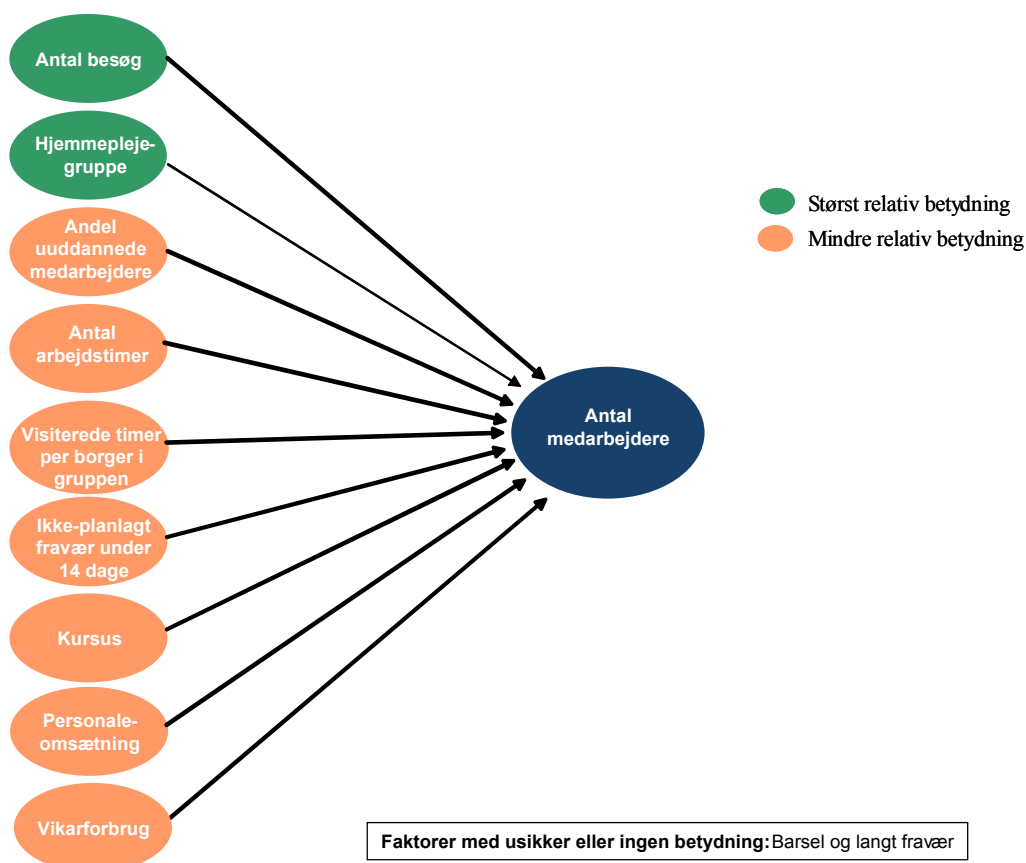 Antal besøg
Hjemmepleje-
gruppe
Andel
uuddannede
medarbejdere
Antal
arbejdstimer
Visiterede timer
per borger i
gruppen
Ikke-planlagt
fravær under
14 dage
Kursus
Personale-
omsætning
Vikarforbrug
Antal
medarbejdere
Størst relativ betydning
Mindre relativ betydning
Faktorer med usikker eller ingen betydning: Barsel og langt fravær